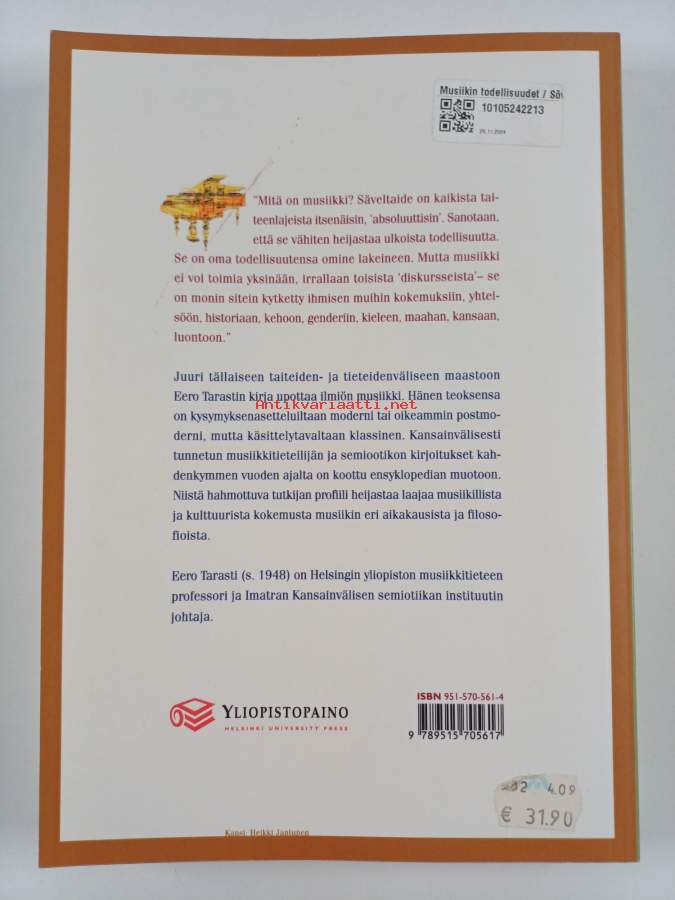 Musiikin todellisuudet / Säv
10105242213
"Mitä on musiikki? Säveltaide on kaikista tai-
teenlajeista itsenäisin, 'absoluuttisin'. Sanotaan,
että se vähiten heijastaa ulkoista todellisuutta.
Se on oma todellisuutensa omine lakeineen. Mutta musiikki
ei voi toimia yksinään, irrallaan toisista 'diskursseista'– se
on monin sitein kytketty ihmisen muihin kokemuksiin, yhtei-
söön, historiaan, kehoon, genderiin, kieleen, maahan, kansaan,
luontoon."
Juuri tällaiseen taiteiden- ja tieteidenväliseen maastoon
Eero Tarastin kirja upottaa ilmiön musiikki. Hänen teoksensa
Antikvariaatti.net
on kysymyksenasetteluiltaan moderni tai oikeammin postmo-
derni, mutta käsittelytavaltaan klassinen. Kansainvälisesti
tunnetun musiikkitieteilijän ja semiootikon kirjoitukset kah-
denkymmen vuoden ajalta on koottu ensyklopedian muotoon.
Niistä hahmottuva tutkijan profiili heijastaa laajaa musiikillista
ja kulttuurista kokemusta musiikin eri aikakausista ja filoso-
fioista.
Eero Tarasti (s. 1948) on Helsingin yliopiston musiikkitieteen
professori ja Imatran Kansainvälisen semiotiikan instituutin
johtaja.
YLIOPISTOPAINO
HELSINKI UNIVERSITY PRESS
ISBN 951-570-561-4
9 789515 705617
02 409
€ 31.90
Kansi: Heikki Jantunen